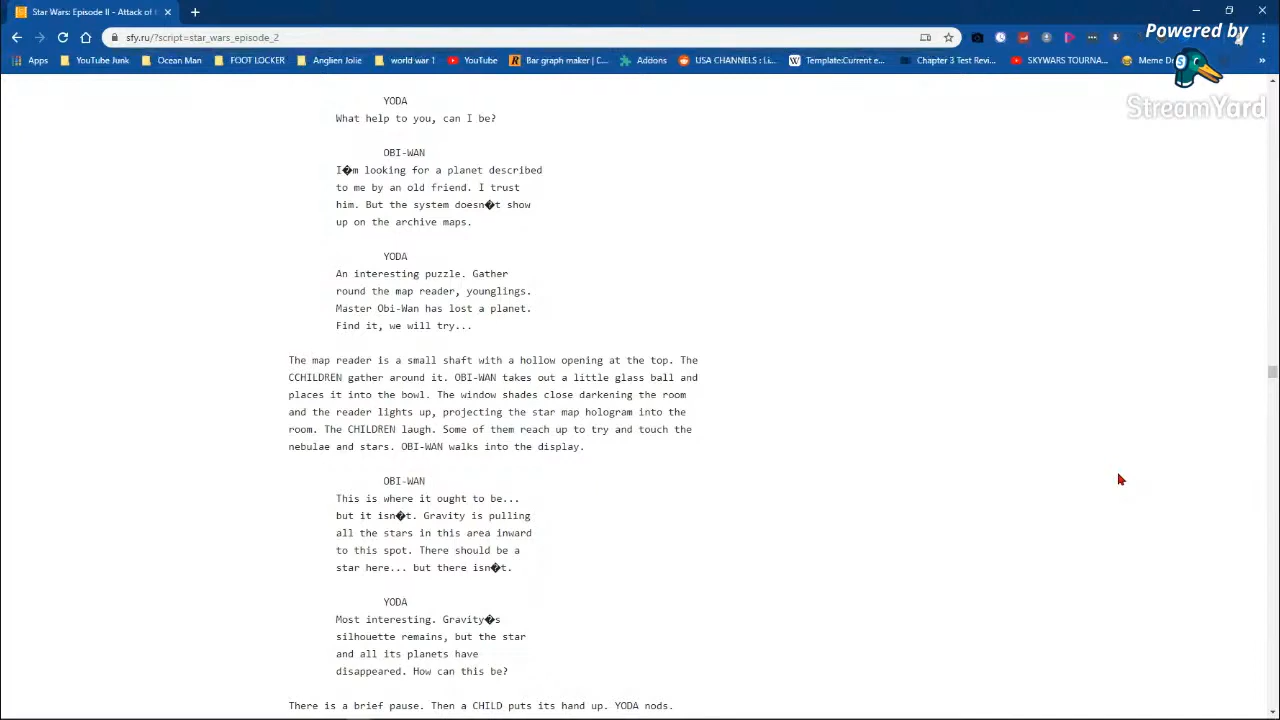 Star Wars: Episode II - Attack of
sfy.ru/?script=star_wars_episode_2
Powered by
Apps YouTube Junk Ocean Man FOOT LOCKER Anglien Jolie world war 1 YouTube Bar graph maker | C... Addons USA CHANNELS : Li... Template:Current e... Chapter 3 Test Revi... SKYWARS TOURNA... Meme
StreamYard
YODA
What help to you, can I be?
OBI-WAN
I�m looking for a planet described
to me by an old friend. I trust
him. But the system doesn�t show
up on the archive maps.
YODA
An interesting puzzle. Gather
round the map reader, younglings.
Master Obi-Wan has lost a planet.
Find it, we will try...
The map reader is a small shaft with a hollow opening at the top. The
CCHILDREN gather around it. OBI-WAN takes out a little glass ball and
places it into the bowl. The window shades close darkening the room
and the reader lights up, projecting the star map hologram into the
room. The CHILDREN laugh. Some of them reach up to try and touch the
nebulae and stars. OBI-WAN walks into the display.
OBI-WAN
This is where it ought to be...
but it isn�t. Gravity is pulling
all the stars in this area inward
to this spot. There should be a
star here... but there isn�t.
YODA
Most interesting. Gravity�s
silhouette remains, but the star
and all its planets have
disappeared. How can this be?
There is a brief pause. Then a CHILD puts its hand up. YODA nods.